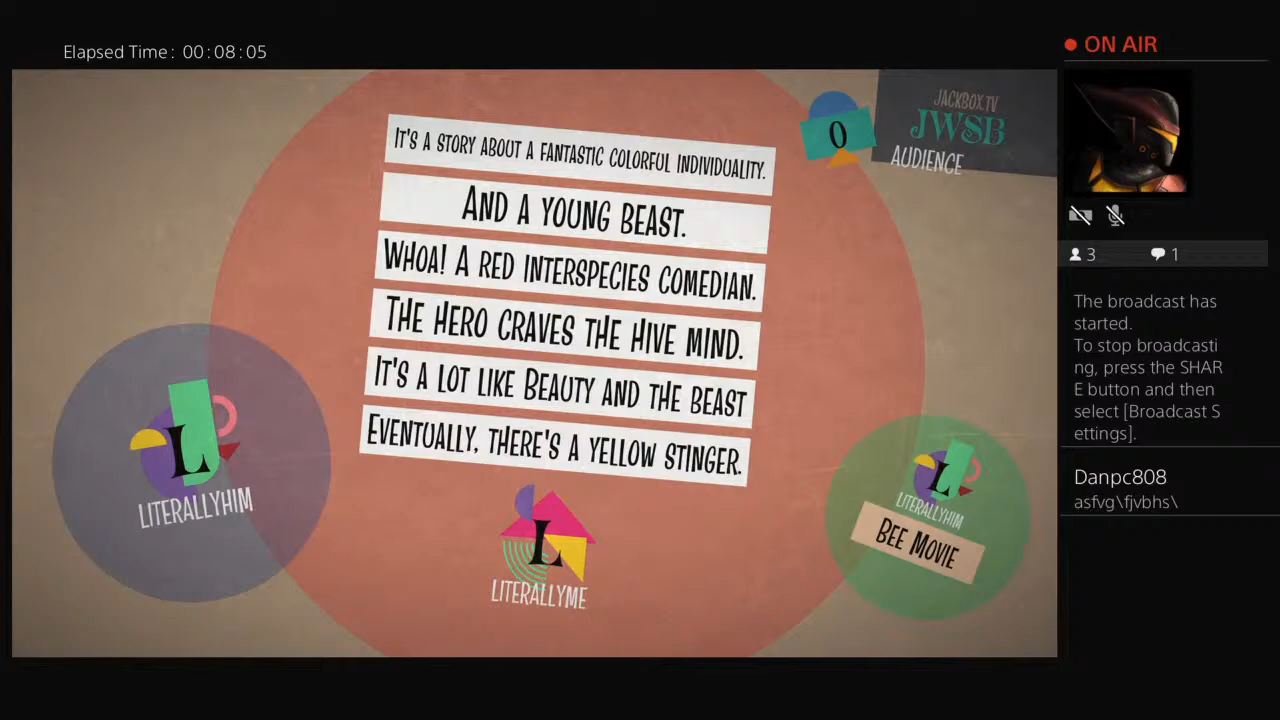 Elapsed Time: 00:08:05
ON AIR
IT'S A STORY ABOUT A FANTASTIC COLORFUL INDIVIDUALITY.
AND A YOUNG BEAST.
WHOA! A RED INTERSPECIES COMEDIAN.
THE HERO CRAVES THE HIVE MIND.
IT'S A LOT LIKE BEAUTY AND THE BEAST
EVENTUALLY, THERE'S A YELLOW STINGER.
L
LITERALLYHIM
L
LITERALLYME
L
LITERALLYHIM
BEE MOVIE
0
JACKBOX.TV
JWSB
AUDIENCE
3 1
The broadcast has
started.
To stop broadcasti
ng, press the SHAR
E button and then
select [Broadcast S
ettings].
Danpc808
asfvg\fjvbhs\